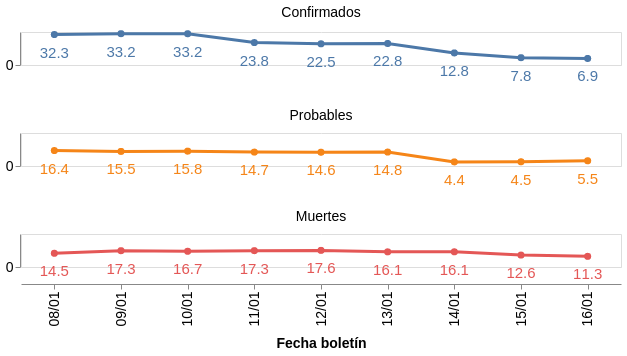 Confirmados
0
32.3 33.2 33.2 23.8 22.5 22.8 12.8 7.8 6.9
Probables
0
16.4 15.5 15.8 14.7 14.6 14.8 4.4 4.5 5.5
Muertes
0
14.5 17.3 16.7 17.3 17.6 16.1 16.1 12.6 11.3
08/01 09/01 10/01 11/01 12/01 13/01 14/01 15/01 16/01
Fecha boletín